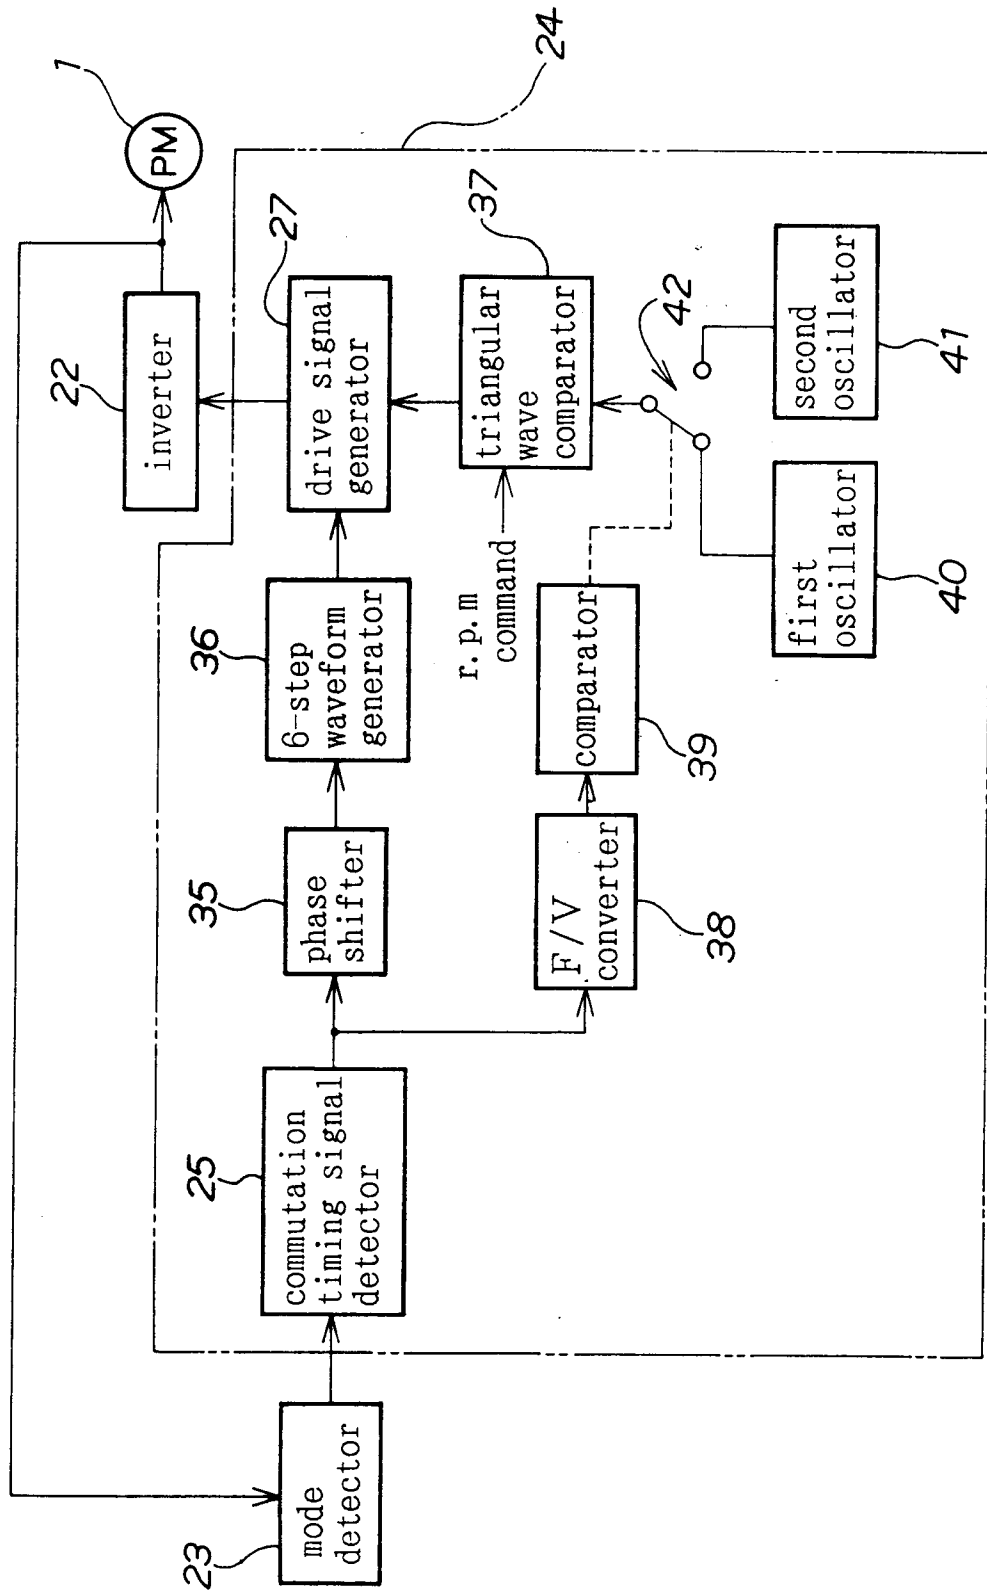 1
PM
22
inverter
24
27
drive signal
generator
36
6-step
waveform
generator
35
phase
shifter
25
commutation
timing signal
detector
23
mode
detector
37
triangular
wave
comparator
r.p.m
command
42
39
comparator
38
F/V
converter
second
oscillator
41
first
oscillator
40